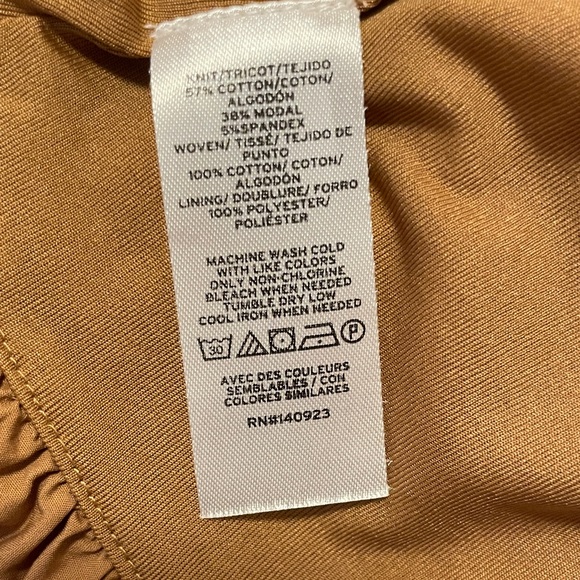 KNIT/TRICOT/TEJIDO
57% COTTON/COTON/
ALGODÓN
38% MODAL
5%SPANDEX
WOVEN/ TISSÉ/ TEJIDO DE
PUNTO
100% COTTON/ COTON/
ALGODÓN
LINING/ DOUBLURE/ FORRO
100% POLYESTER/
POLIÉSTER
MACHINE WASH COLD
WITH LIKE COLORS
ONLY NON-CHLORINE
BLEACH WHEN NEEDED
TUMBLE DRY LOW
COOL IRON WHEN NEEDED
30 P
AVEC DES COULEURS
SEMBLABLES / CON
COLORES SIMILARES
RN#140923